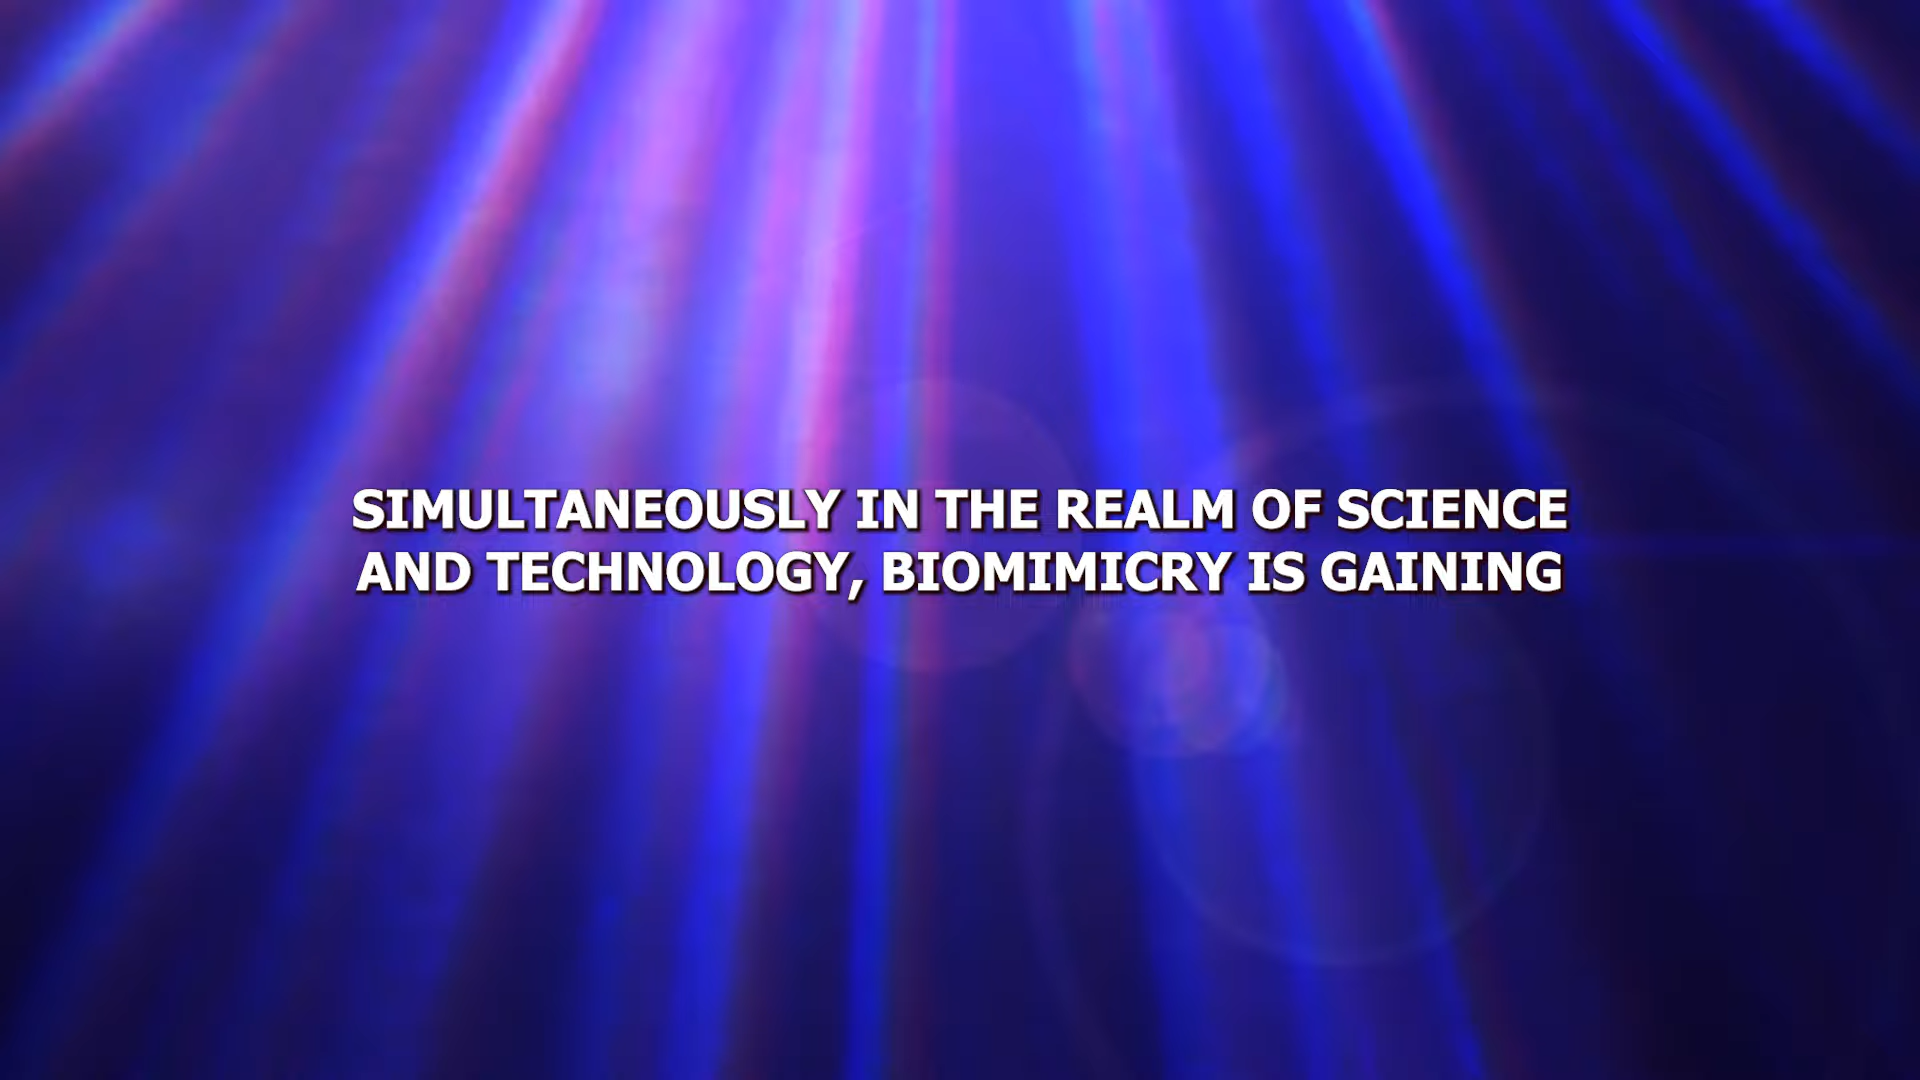 SIMULTANEOUSLY IN THE REALM OF SCIENCE
AND TECHNOLOGY, BIOMIMICRY IS GAINING